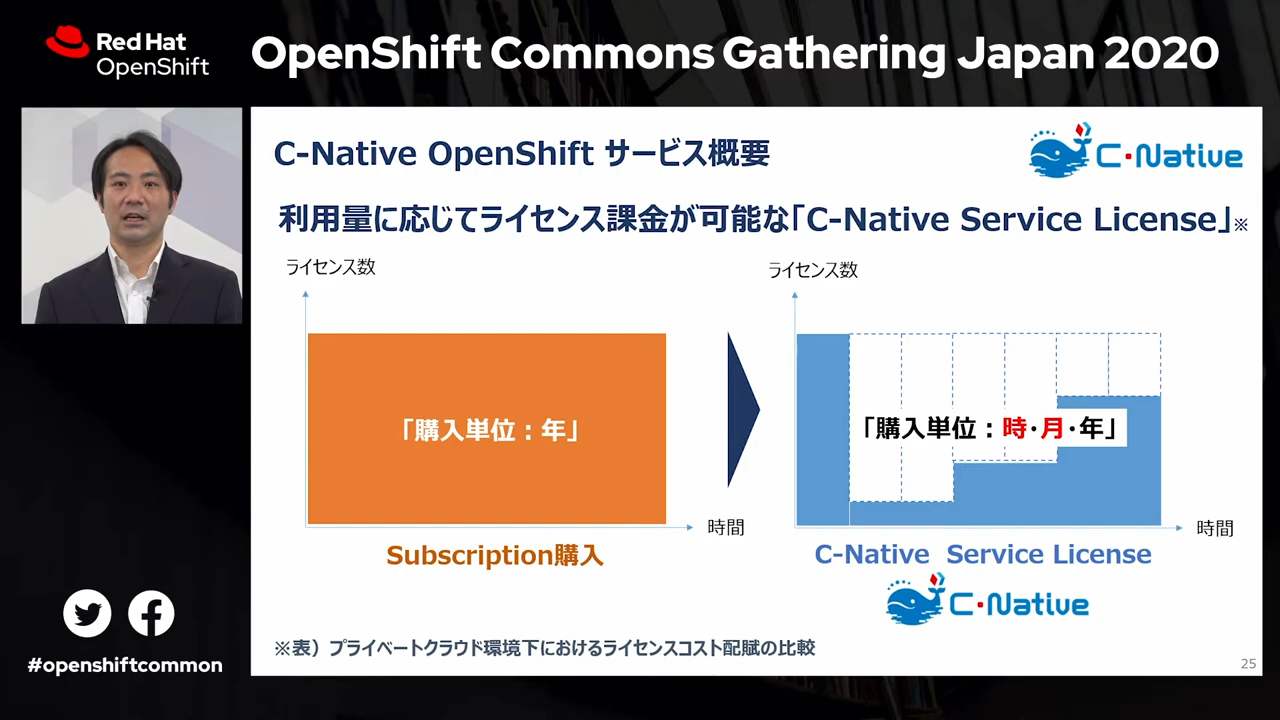 Red Hat
OpenShift
OpenShift Commons Gathering Japan 2020
C-Native OpenShift サービス概要
C・Native
利用量に応じてライセンス課金が可能な「C-Native Service License」※
ライセンス数
「購入単位：年」
時間
Subscription購入
ライセンス数
「購入単位：時・月・年」
時間
C-Native Service License
C・Native
※表）プライベートクラウド環境下におけるライセンスコスト配賦の比較
25
#openshiftcommon